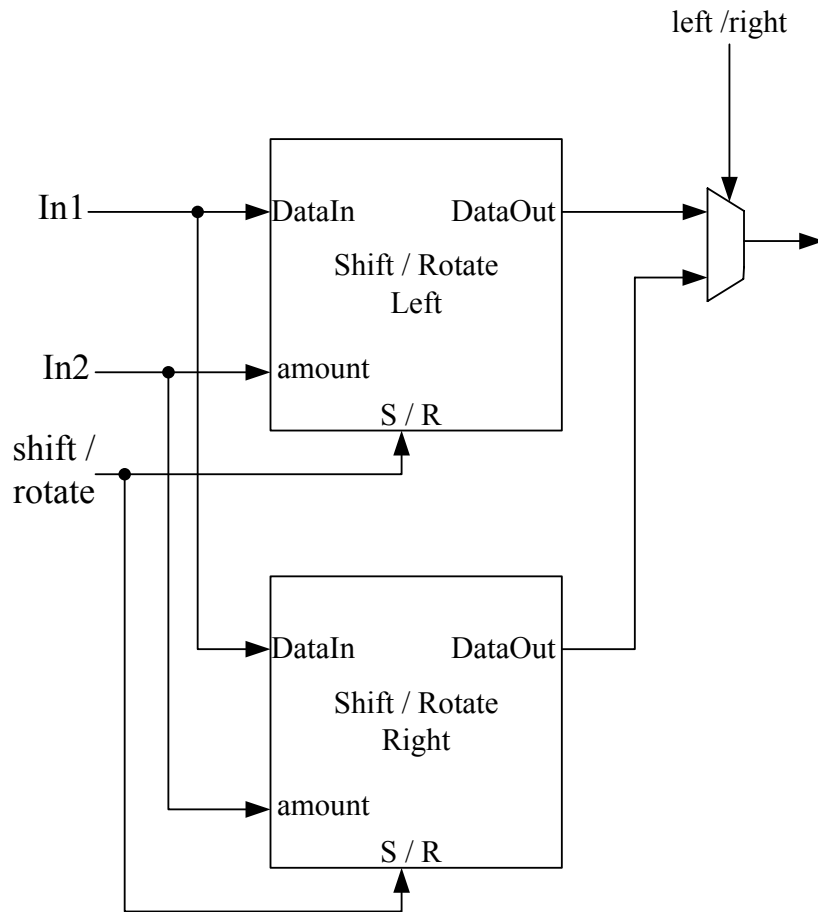 left /right
In1
DataIn
DataOut
Shift / Rotate
Left
In2
amount
S / R
shift /
rotate
DataIn
DataOut
Shift / Rotate
Right
amount
S / R